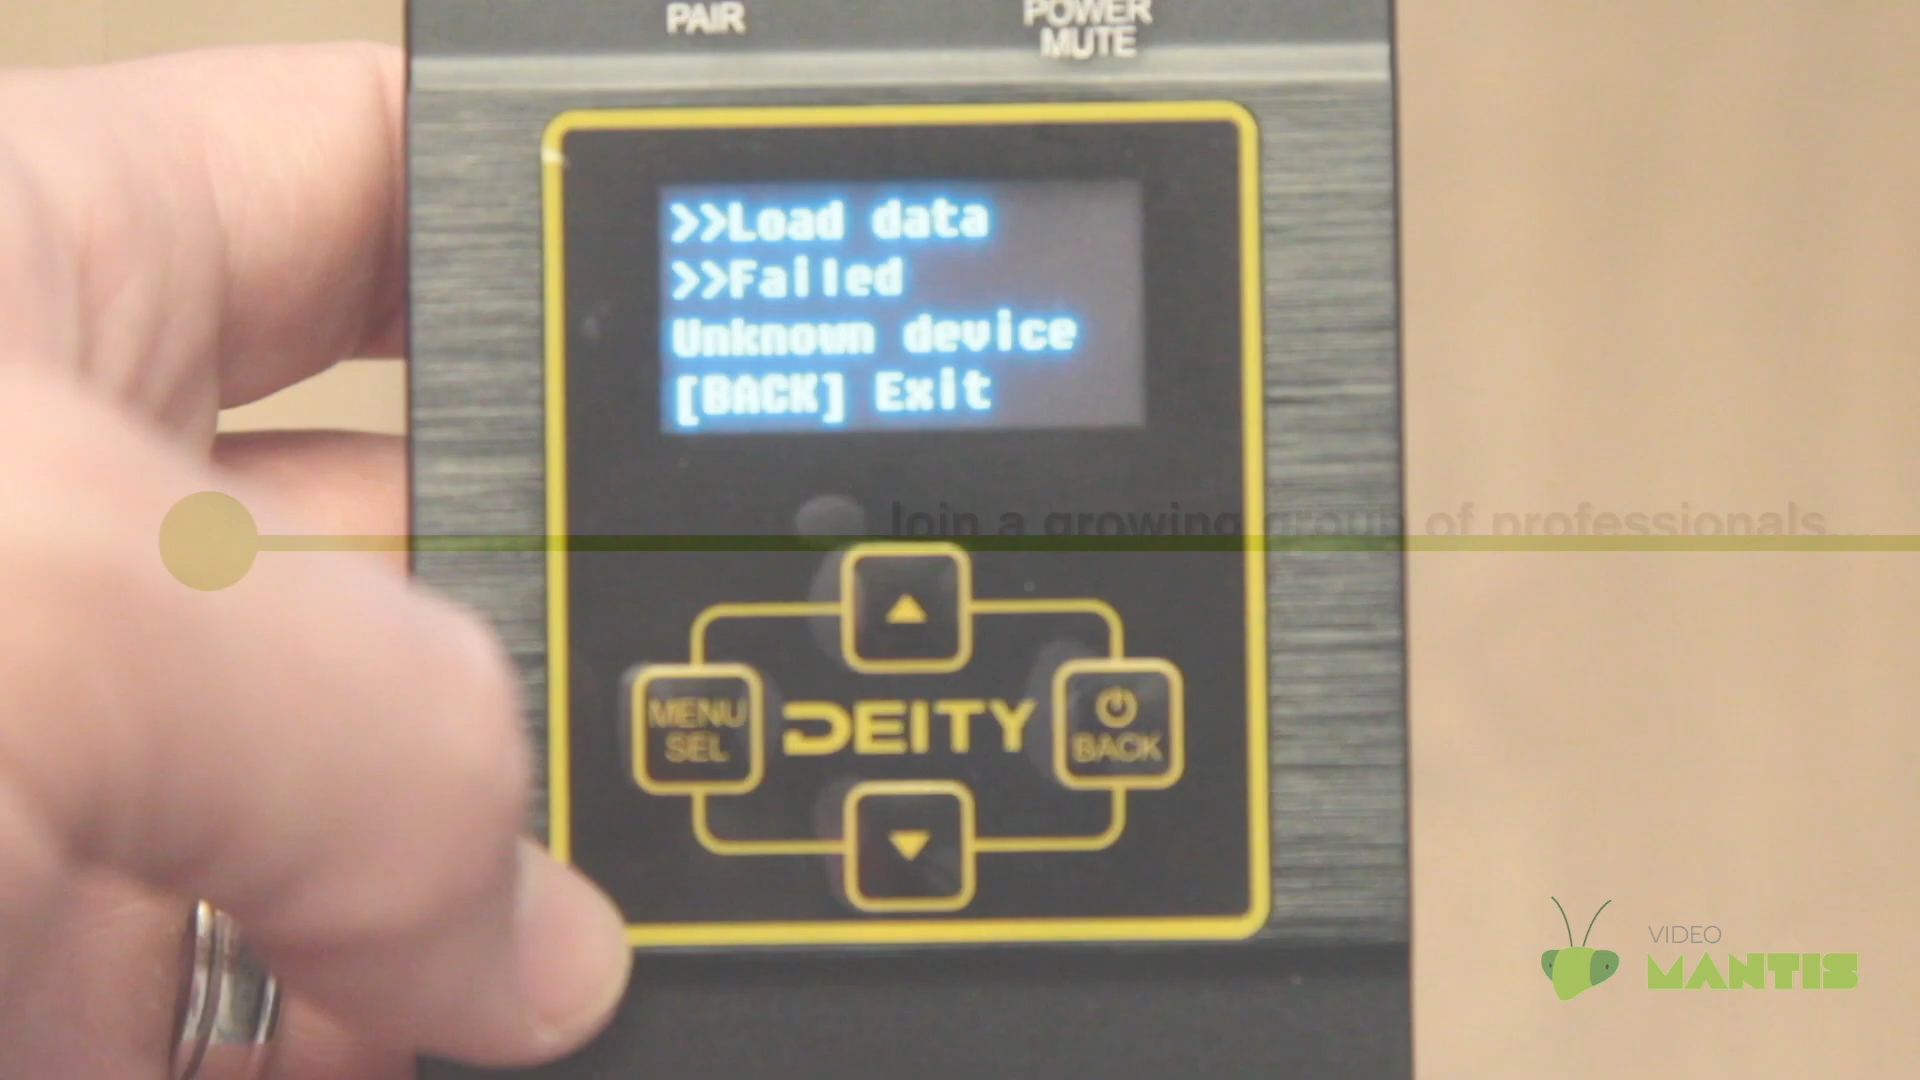 PAIR
POWER
MUTE
>>Load data
>>Failed
Unknown device
[BACK] Exit
Join a growing group of professionals...
MENU
SEL
DEITY
BACK
VIDEO
MANTIS